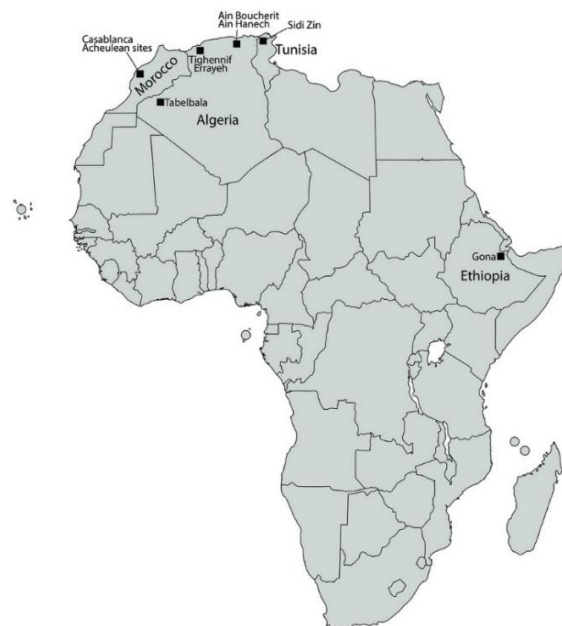 Ain Boucherit
Ain Hanech
Sidi Zin
Casablanca
Acheulean sites
Tunisia
Tighennif
Errayeh
Morocco
Tabelbala
Algeria
Gona
Ethiopia